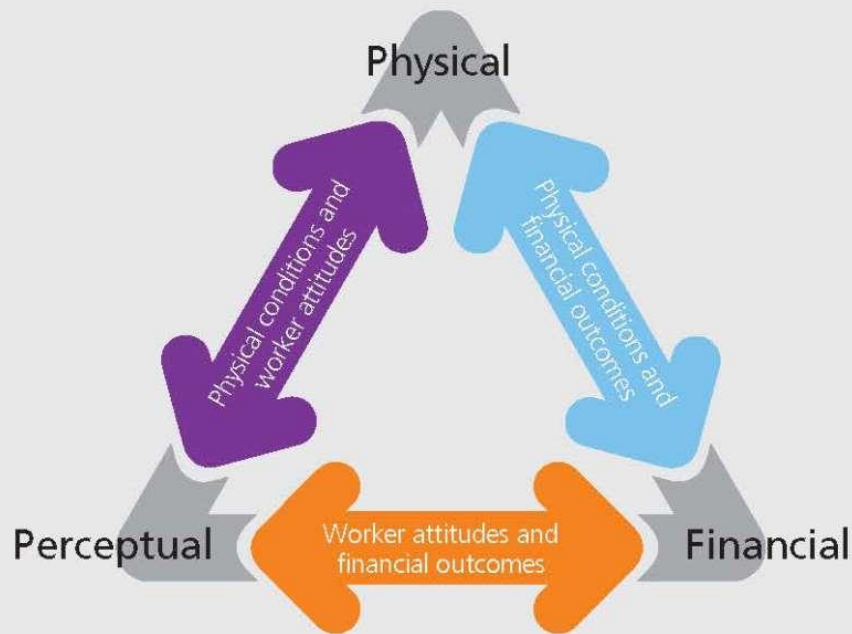 Physical
Physical conditions and
worker attitudes
Physical conditions and
financial outcomes
Perceptual
Worker attitudes and
financial outcomes
Financial